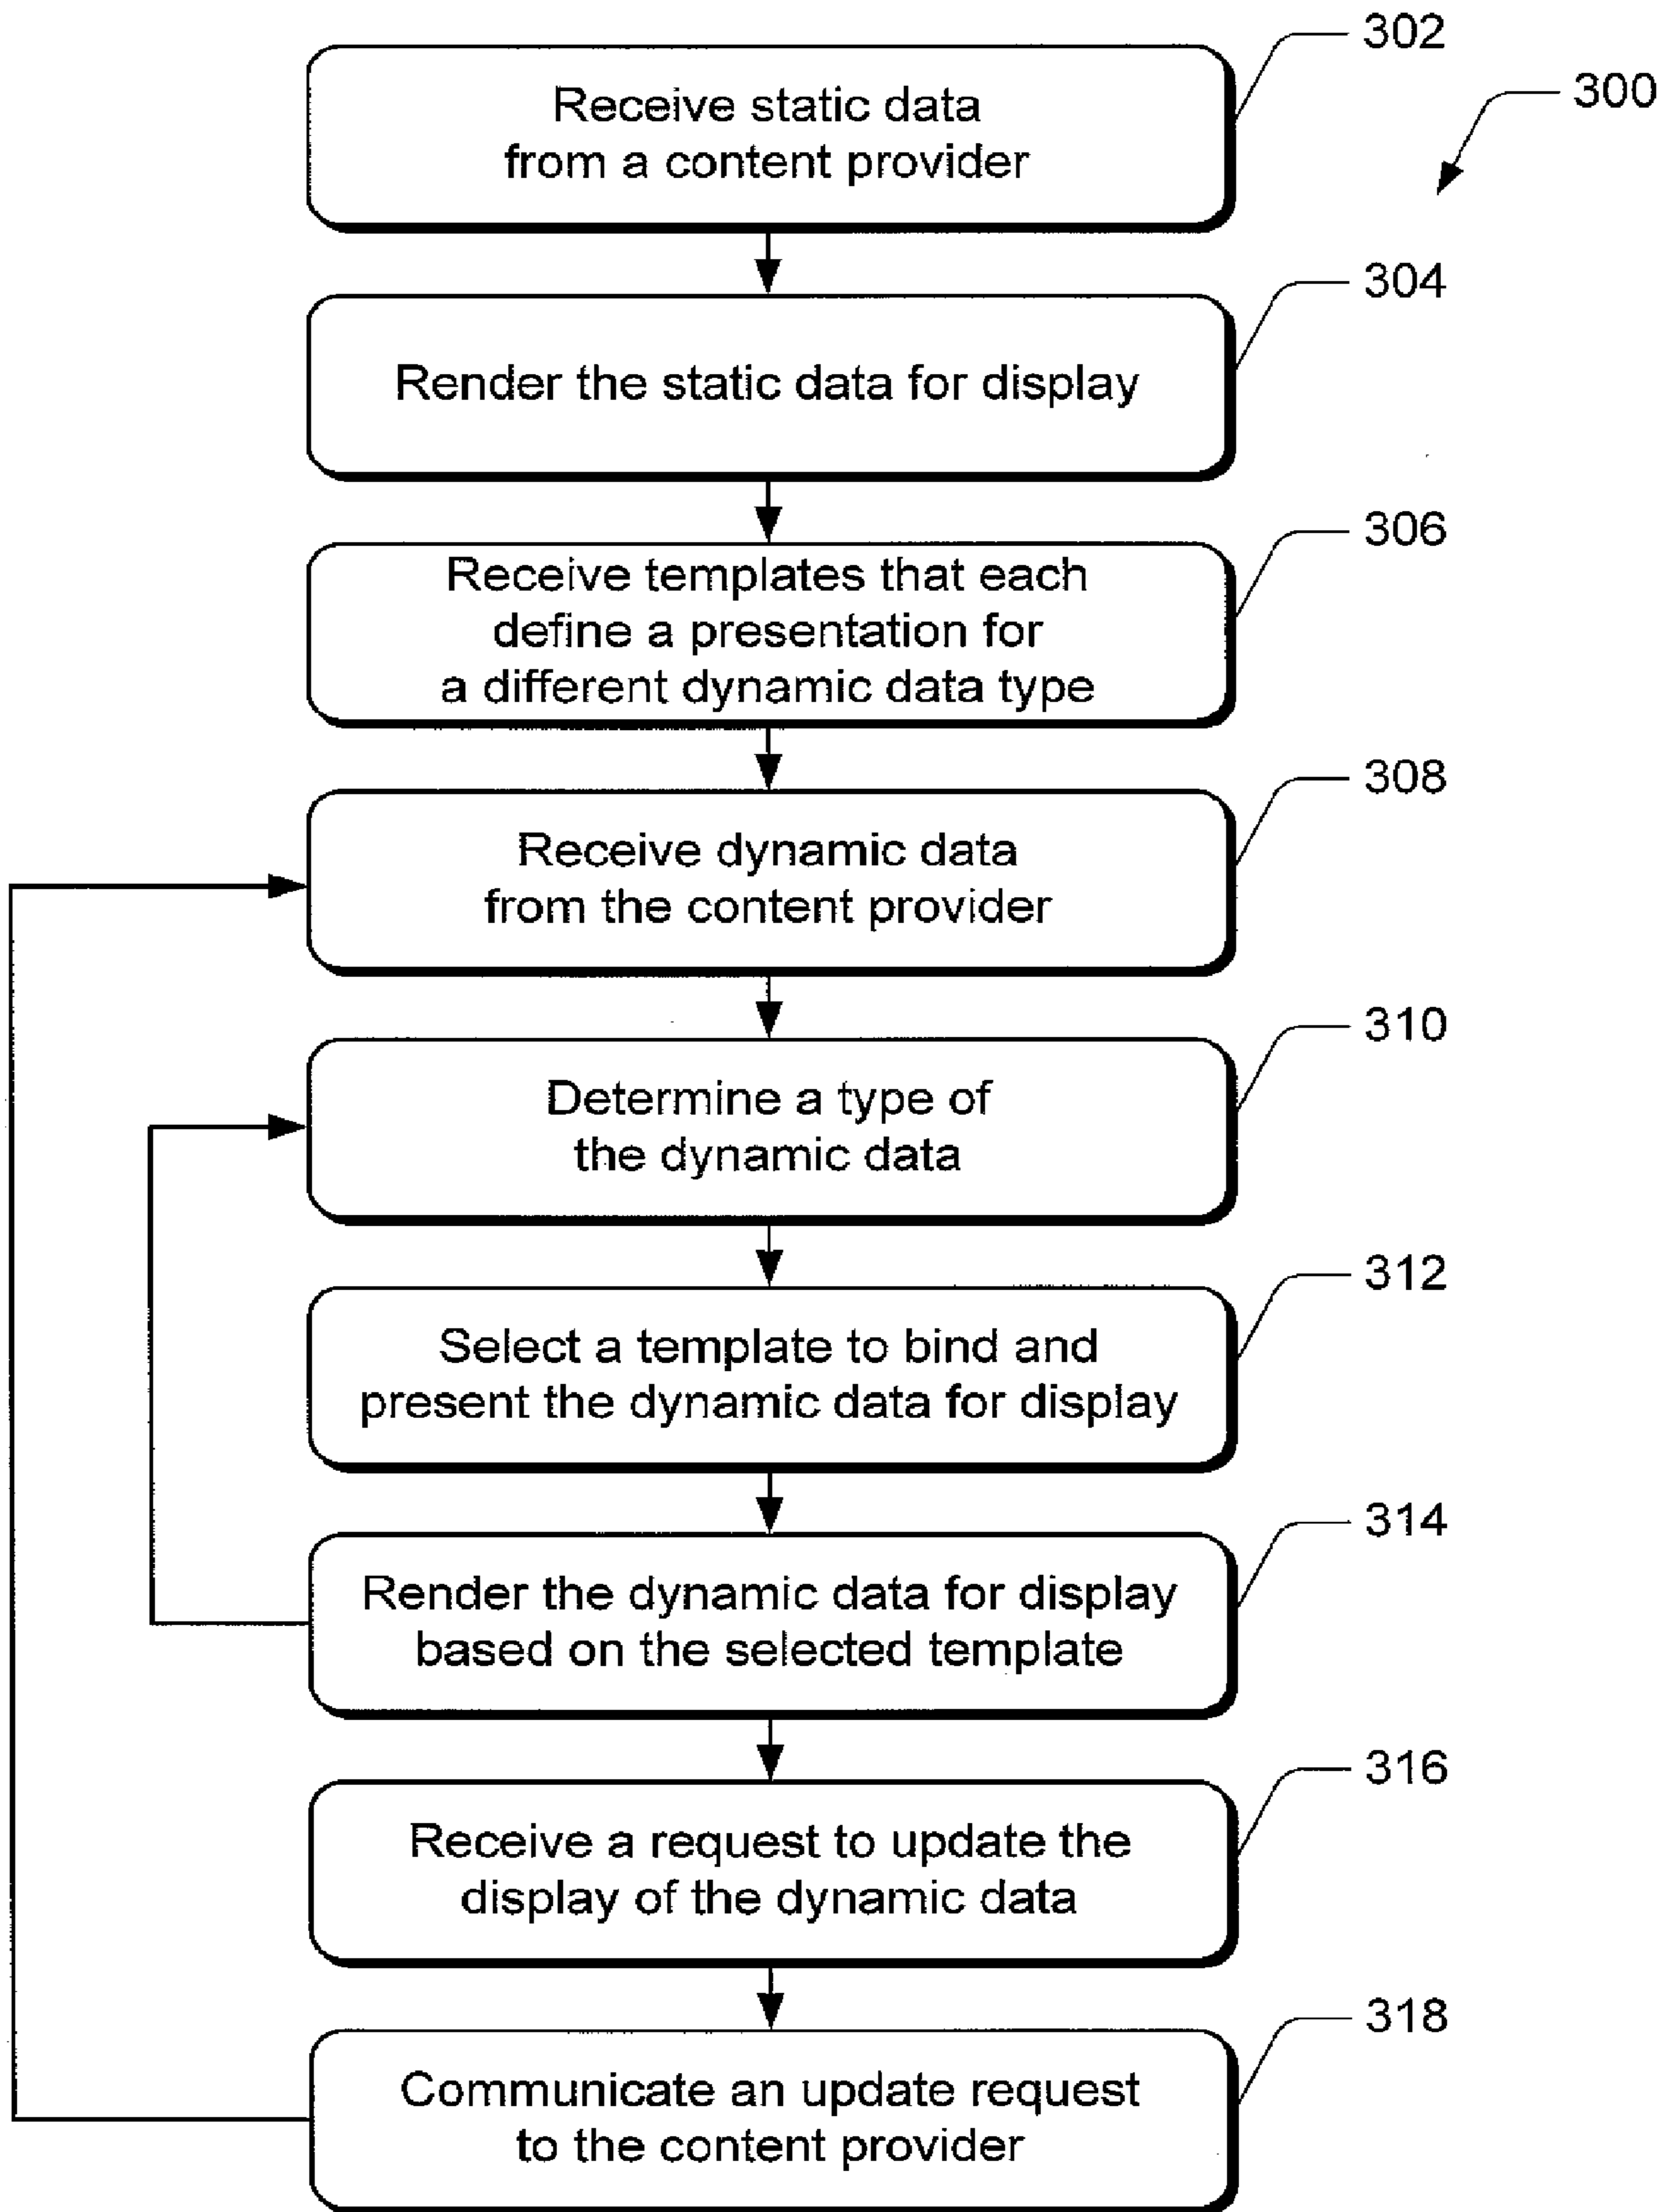 302
300
Receive static data
from a content provider
304
Render the static data for display
306
Receive templates that each
define a presentation for
a different dynamic data type
308
Receive dynamic data
from the content provider
310
Determine a type of
the dynamic data
312
Select a template to bind and
present the dynamic data for display
314
Render the dynamic data for display
based on the selected template
316
Receive a request to update the
display of the dynamic data
318
Communicate an update request
to the content provider